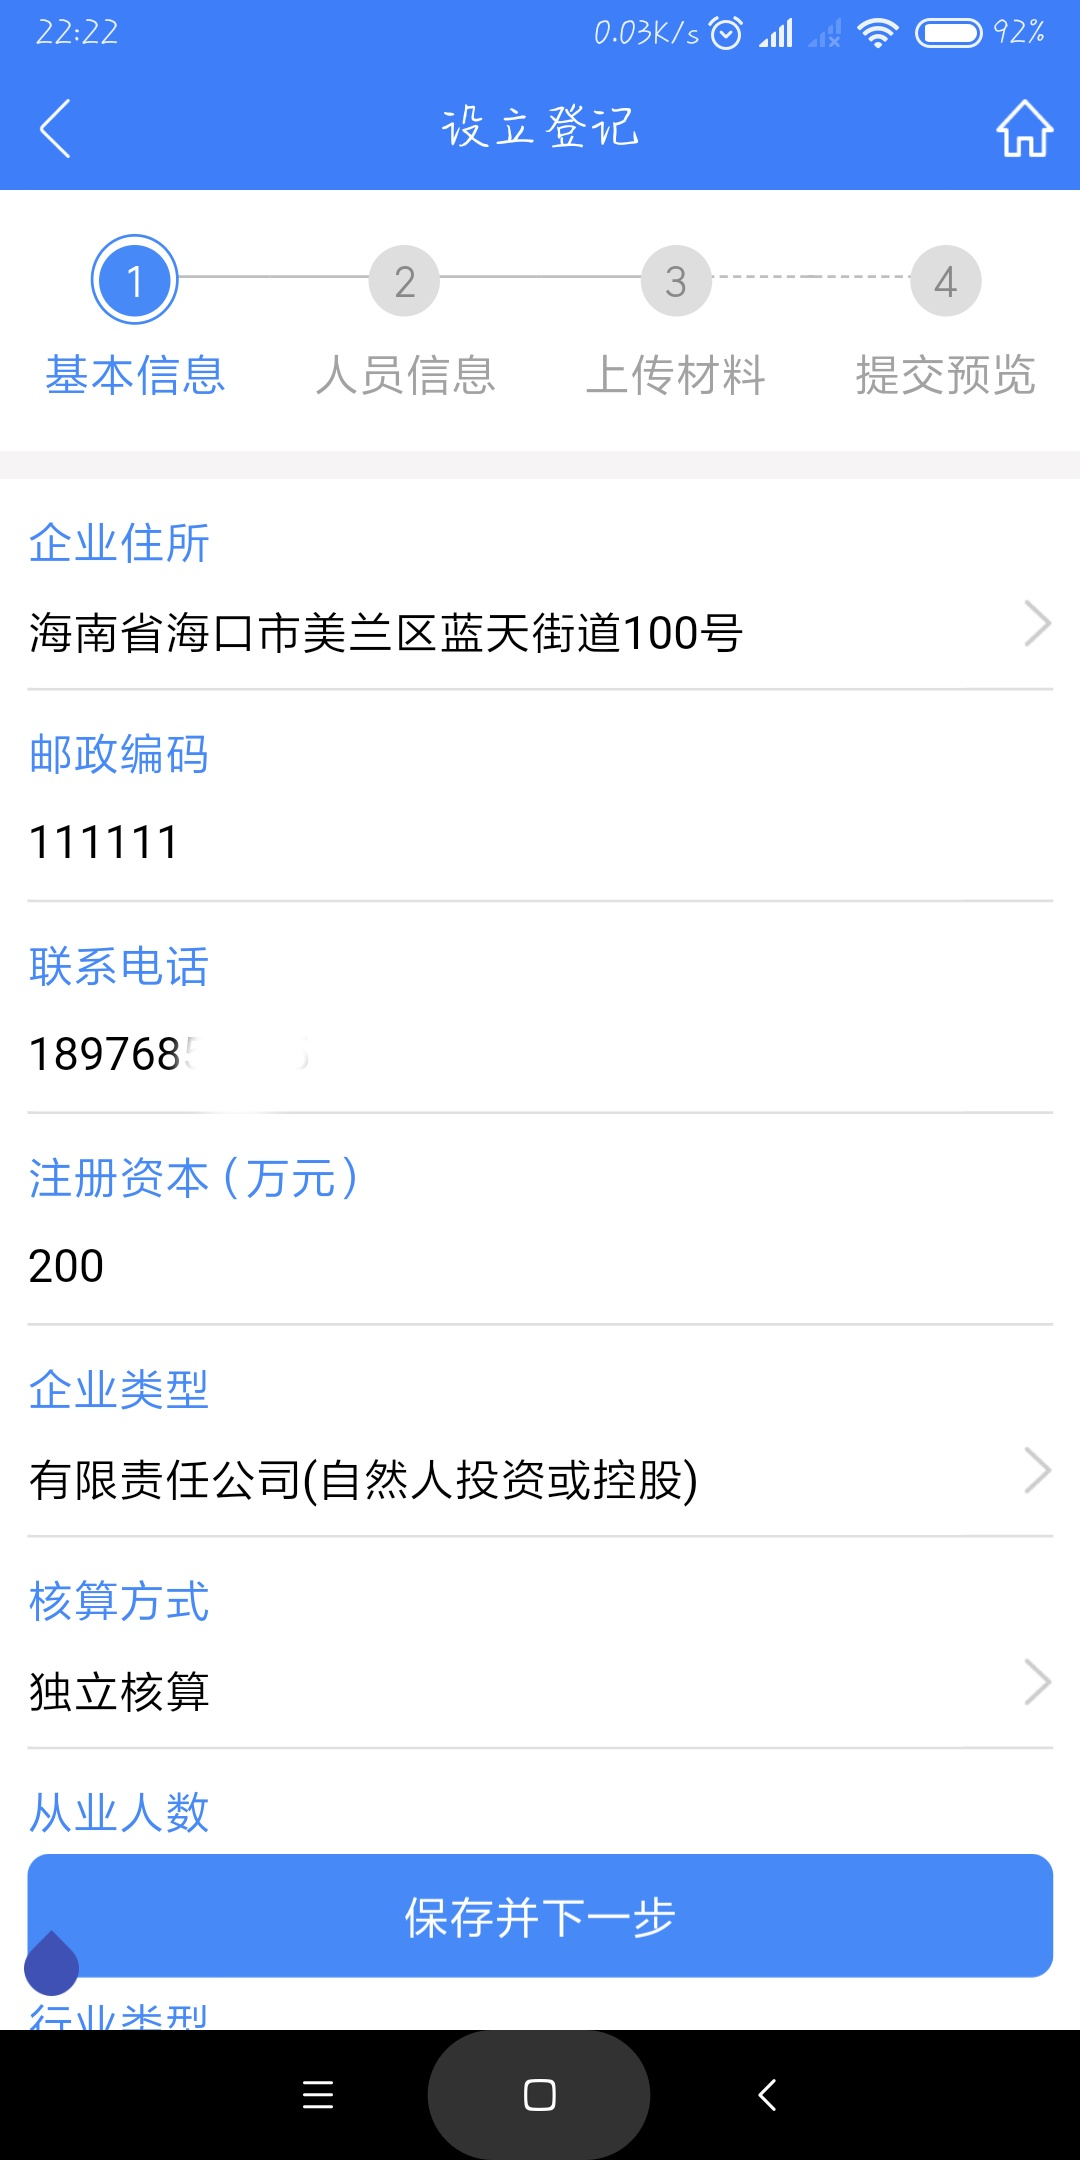 22:22 0.03K/s 92%
设立登记
1 2 3 4
基本信息 人员信息 上传材料 提交预览
企业住所
海南省海口市美兰区蓝天街道100号
邮政编码
111111
联系电话
189768
注册资本(万元)
200
企业类型
有限责任公司(自然人投资或控股)
核算方式
独立核算
从业人数
保存并下一步
行业类型